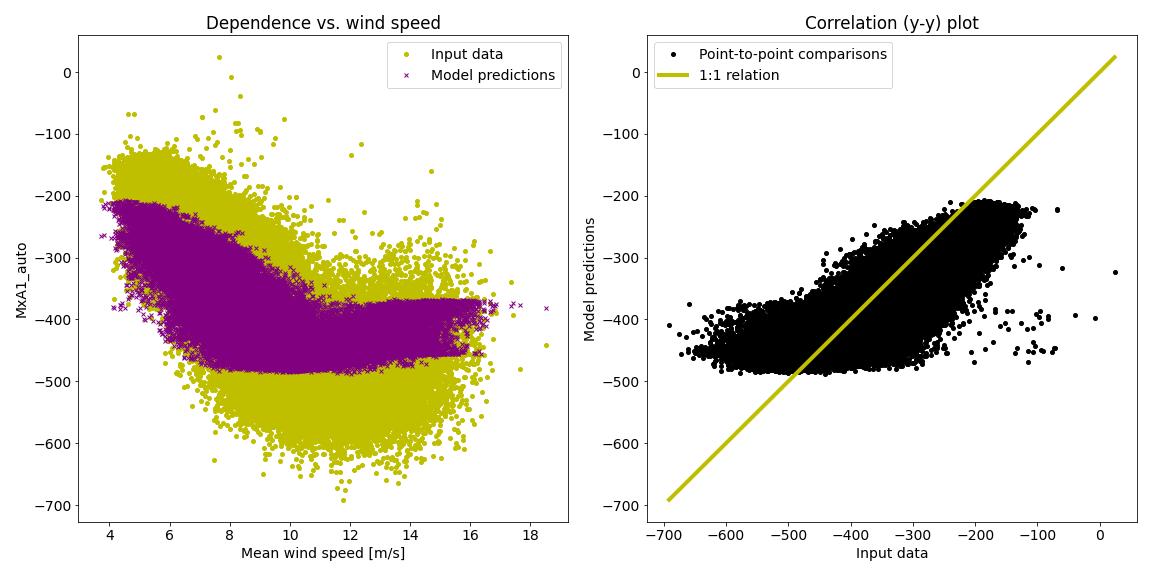 Dependence vs. wind speed
Input data
Model predictions
0
−100
−200
−300
−400
−500
−600
−700
MxA1_auto
4 6 8 10 12 14 16 18
Mean wind speed [m/s]
Correlation (y-y) plot
Point-to-point comparisons
1:1 relation
0
−100
−200
−300
−400
−500
−600
−700
Model predictions
−700 −600 −500 −400 −300 −200 −100 0
Input data